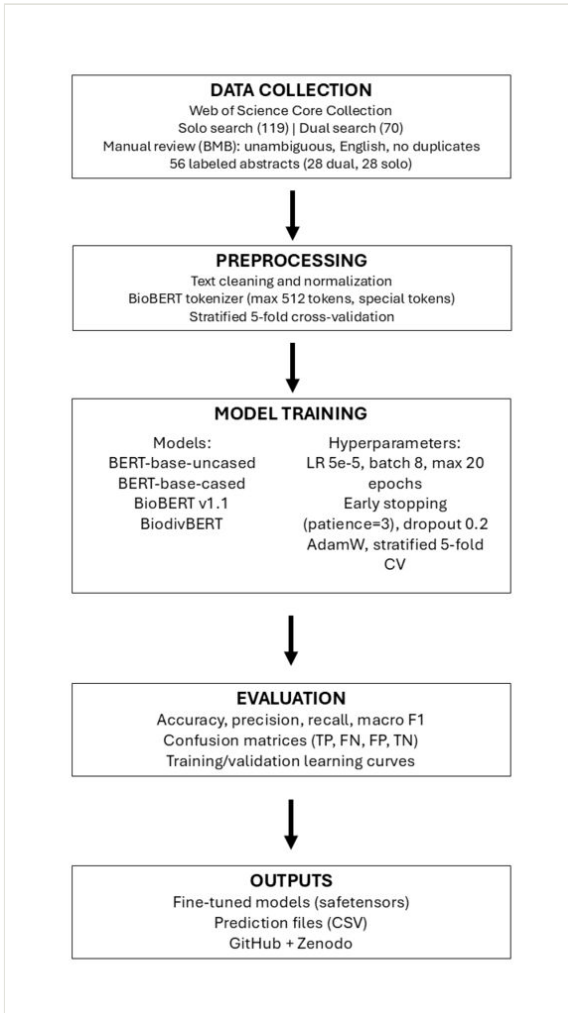 DATA COLLECTION
Web of Science Core Collection
Solo search (119) | Dual search (70)
Manual review (BMB): unambiguous, English, no duplicates
56 labeled abstracts (28 dual, 28 solo)
PREPROCESSING
Text cleaning and normalization
BioBERT tokenizer (max 512 tokens, special tokens)
Stratified 5-fold cross-validation
MODEL TRAINING
Models:
BERT-base-uncased
BERT-base-cased
BioBERT v1.1
BiodivBERT
Hyperparameters:
LR 5e-5, batch 8, max 20
epochs
Early stopping
(patience=3), dropout 0.2
AdamW, stratified 5-fold
CV
EVALUATION
Accuracy, precision, recall, macro F1
Confusion matrices (TP, FN, FP, TN)
Training/validation learning curves
OUTPUTS
Fine-tuned models (safetensors)
Prediction files (CSV)
GitHub + Zenodo